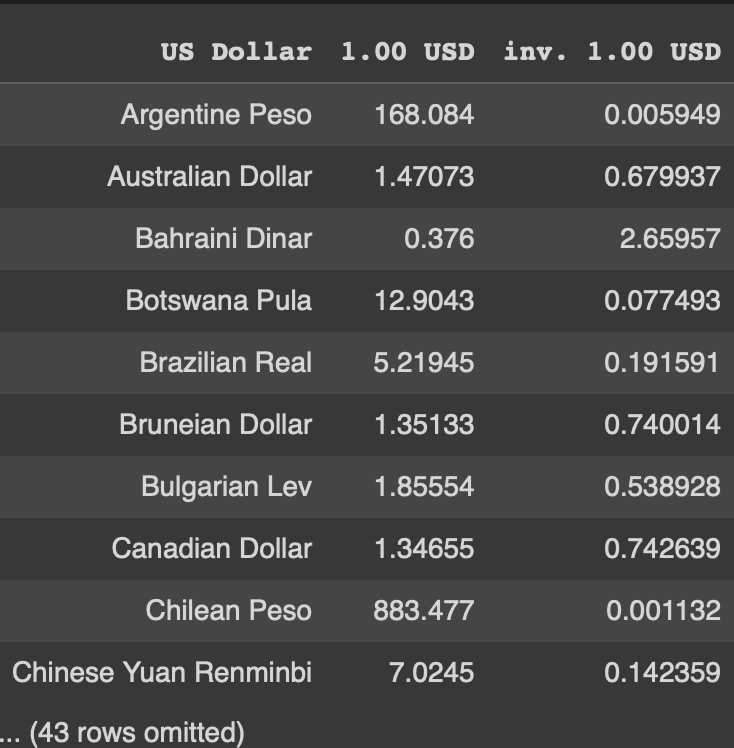 US Dollar 1.00 USD inv. 1.00 USD
Argentine Peso 168.084 0.005949
Australian Dollar 1.47073 0.679937
Bahraini Dinar 0.376 2.65957
Botswana Pula 12.9043 0.077493
Brazilian Real 5.21945 0.191591
Bruneian Dollar 1.35133 0.740014
Bulgarian Lev 1.85554 0.538928
Canadian Dollar 1.34655 0.742639
Chilean Peso 883.477 0.001132
Chinese Yuan Renminbi 7.0245 0.142359
... (43 rows omitted)